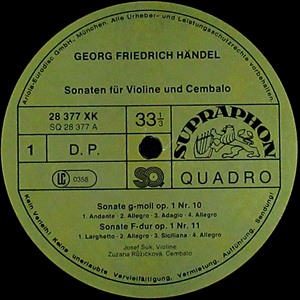 Ariola-Eurodisc GmbH., München. Alle Urheber- und Leistungsschutzrechte vorbehalten.
GEORG FRIEDRICH HÄNDEL
Sonaten für Violine und Cembalo
28 377 XK
SQ 28 377 A
33 1/3
1 D. P.
SUPRAPHON
LC 0358
SQ
QUADRO
Sonate g-moll op. 1 Nr. 10
1. Andante · 2. Allegro · 3. Adagio · 4. Allegro
Sonate F-dur op. 1 Nr. 11
1. Larghetto · 2. Allegro · 3. Siciliana · 4. Allegro
Josef Suk, Violine
Zuzana Růžičková, Cembalo
Kein Verleih! Keine unerlaubte Vervielfältigung, Vermietung, Aufführung, Sendung!